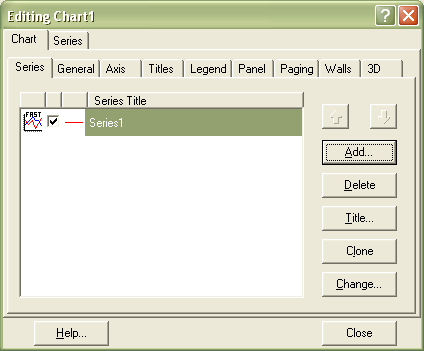 Editing Chart1
?
Chart Series
Series General Axis Titles Legend Panel Paging Walls 3D
Series Title
FAST
Series1
Add...
Delete
Title...
Clone
Change...
Help... Close